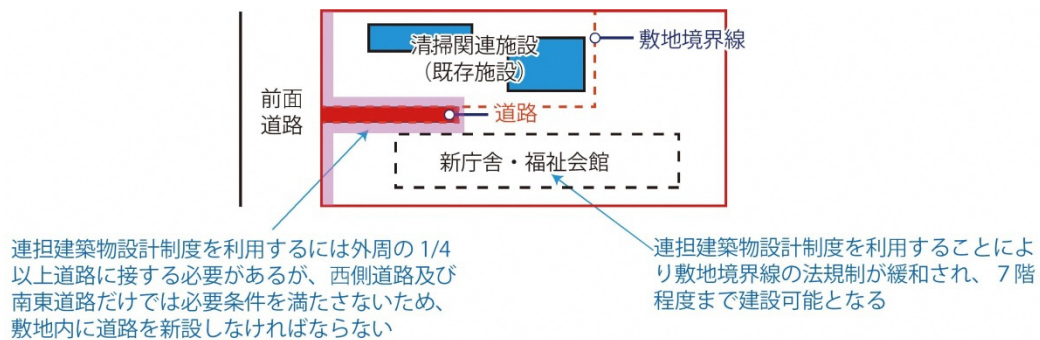 清掃関連施設
（既存施設）
敷地境界線
前面
道路
道路
新庁舎・福祉会館
連担建築物設計制度を利用するには外周の 1/4
以上道路に接する必要があるが、西側道路及び
南東道路だけでは必要条件を満たさないため、
敷地内に道路を新設しなければならない
連担建築物設計制度を利用することによ
り敷地境界線の法規制が緩和され、７階
程度まで建設可能となる